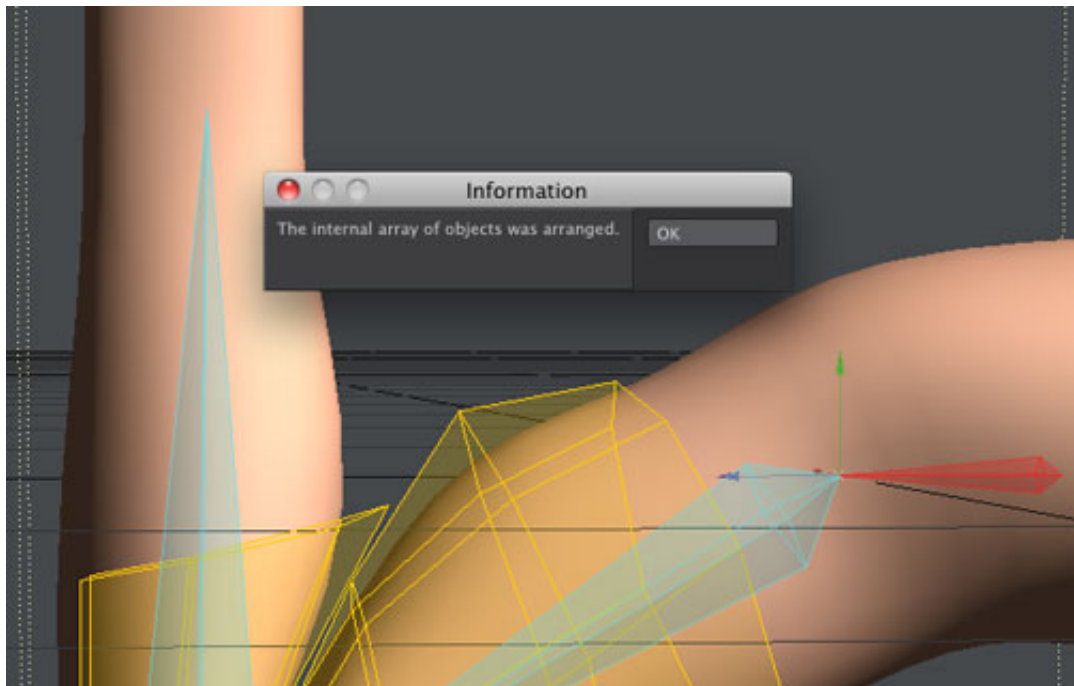 Information
The internal array of objects was arranged.
OK